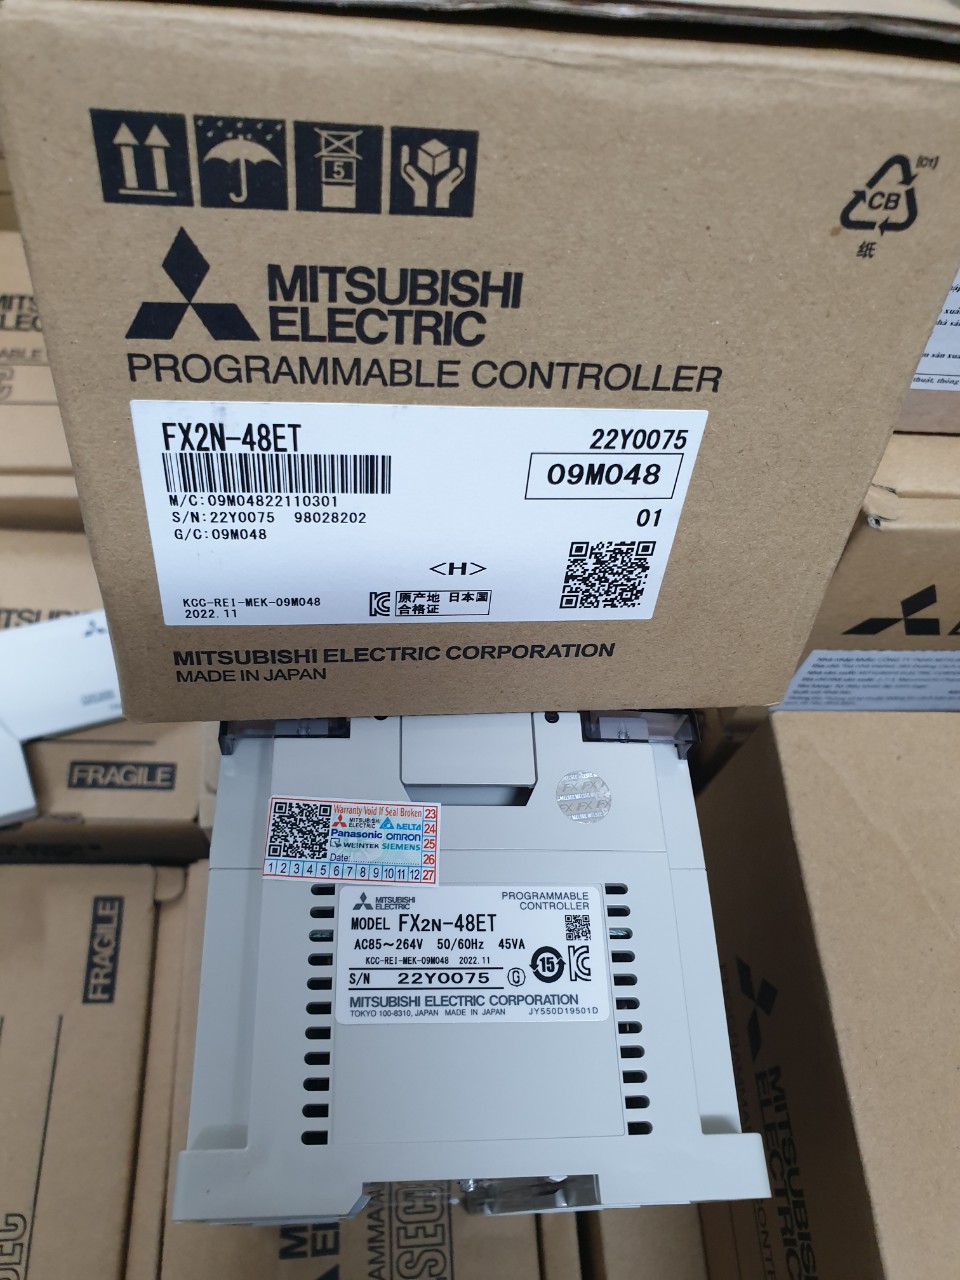 5
[01]
CB
纸
MITSUBISHI
ELECTRIC
PROGRAMMABLE CONTROLLER
FX2N-48ET
22Y0075
09M048
M/C:09M04822110301
S/N:22Y0075 98028202
01
G/C:09M048
<H>
KCC-REI-MEK-09M048
2022.11
原产地 日本国
合格证
MITSUBISHI ELECTRIC CORPORATION
MADE IN JAPAN
FRAGILE
FRAGILE
Warranty Void If Seal Broken
MITSUBISHI
ELECTRIC
DELTA
Panasonic OMRON
WEINTEK SIEMENS
Date:
1 2 3 4 5 6 7 8 9 10 11 12
23
24
25
26
27
MITSUBISHI
ELECTRIC
PROGRAMMABLE
CONTROLLER
MODEL FX2N-48ET
AC85~264V 50/60Hz 45VA
KCC-REI-MEK-09M048 2022.11
S/N 22Y0075
G
15
MITSUBISHI ELECTRIC CORPORATION
TOKYO 100-8310, JAPAN MADE IN JAPAN JY550D19501D